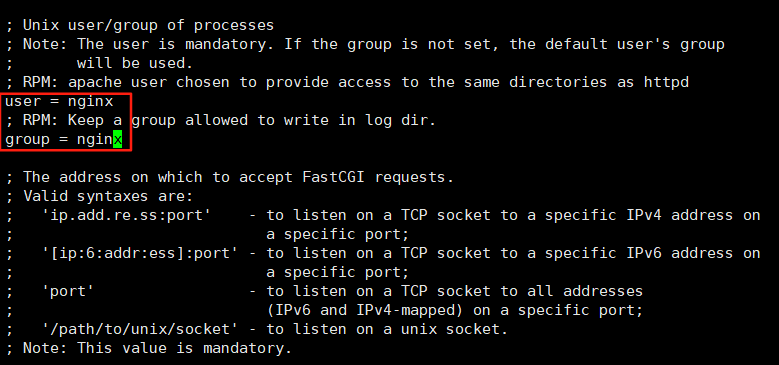 ; Unix user/group of processes
; Note: The user is mandatory. If the group is not set, the default user's group
;       will be used.
; RPM: apache user chosen to provide access to the same directories as httpd
user = nginx
; RPM: Keep a group allowed to write in log dir.
group = nginx
; The address on which to accept FastCGI requests.
; Valid syntaxes are:
;   'ip.add.re.ss:port'    - to listen on a TCP socket to a specific IPv4 address on
;                            a specific port;
;   '[ip:6:addr:ess]:port' - to listen on a TCP socket to a specific IPv6 address on
;                            a specific port;
;   'port'                 - to listen on a TCP socket to all addresses
;                            (IPv6 and IPv4-mapped) on a specific port;
;   '/path/to/unix/socket' - to listen on a unix socket.
; Note: This value is mandatory.